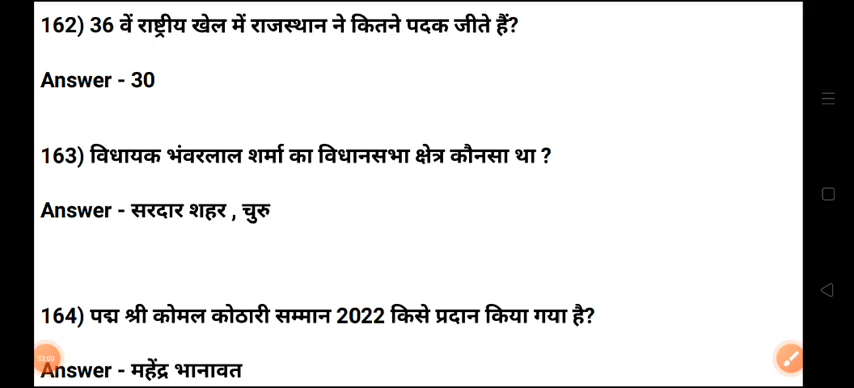 162) 36 वें राष्ट्रीय खेल में राजस्थान ने कितने पदक जीते हैं?
Answer - 30
163) विधायक भंवरलाल शर्मा का विधानसभा क्षेत्र कौनसा था ?
Answer - सरदार शहर , चुरु
164) पद्म श्री कोमल कोठारी सम्मान 2022 किसे प्रदान किया गया है?
Answer - महेंद्र भानावत